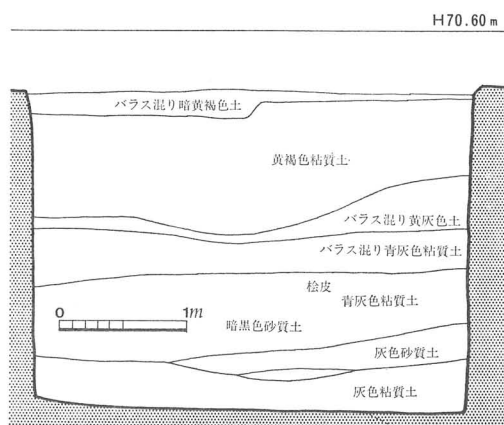 H70.60m
バラス混り暗黄褐色土
黄褐色粘質土
バラス混り黄灰色土
バラス混り青灰色粘質土
桧皮
青灰色粘質土
0 1m
暗黒色砂質土
灰色砂質土
灰色粘質土